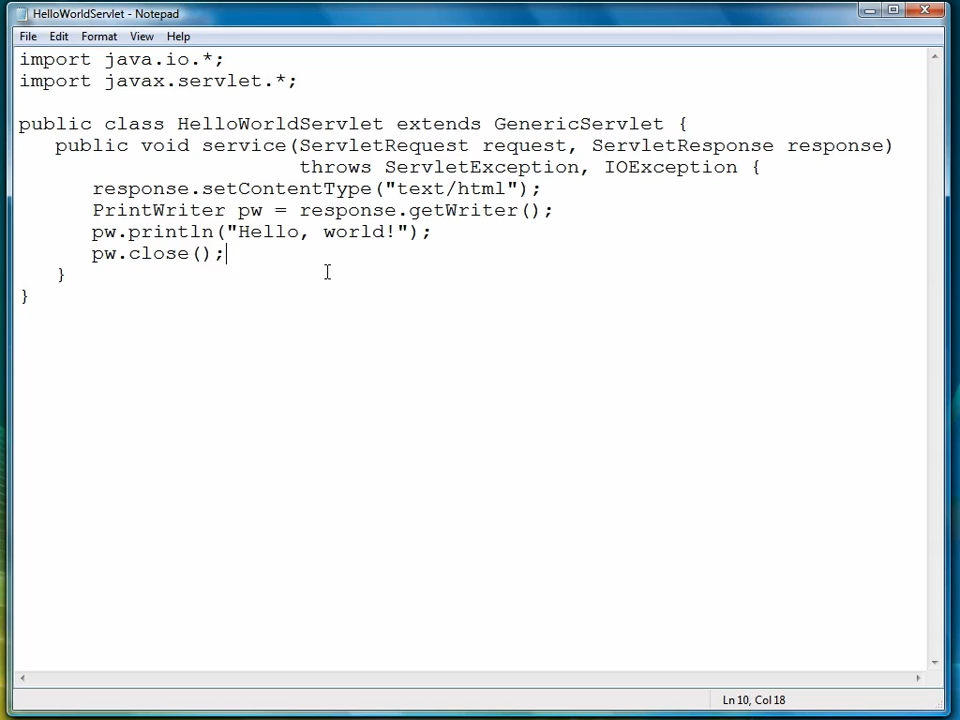 HelloWorldServlet - Notepad
File Edit Format View Help
import java.io.*;
import javax.servlet.*;
public class HelloWorldServlet extends GenericServlet {
public void service(ServletRequest request, ServletResponse response)
throws ServletException, IOException {
response.setContentType("text/html");
PrintWriter pw = response.getWriter();
pw.println("Hello, world!");
pw.close();
}
}
Ln 10, Col 18